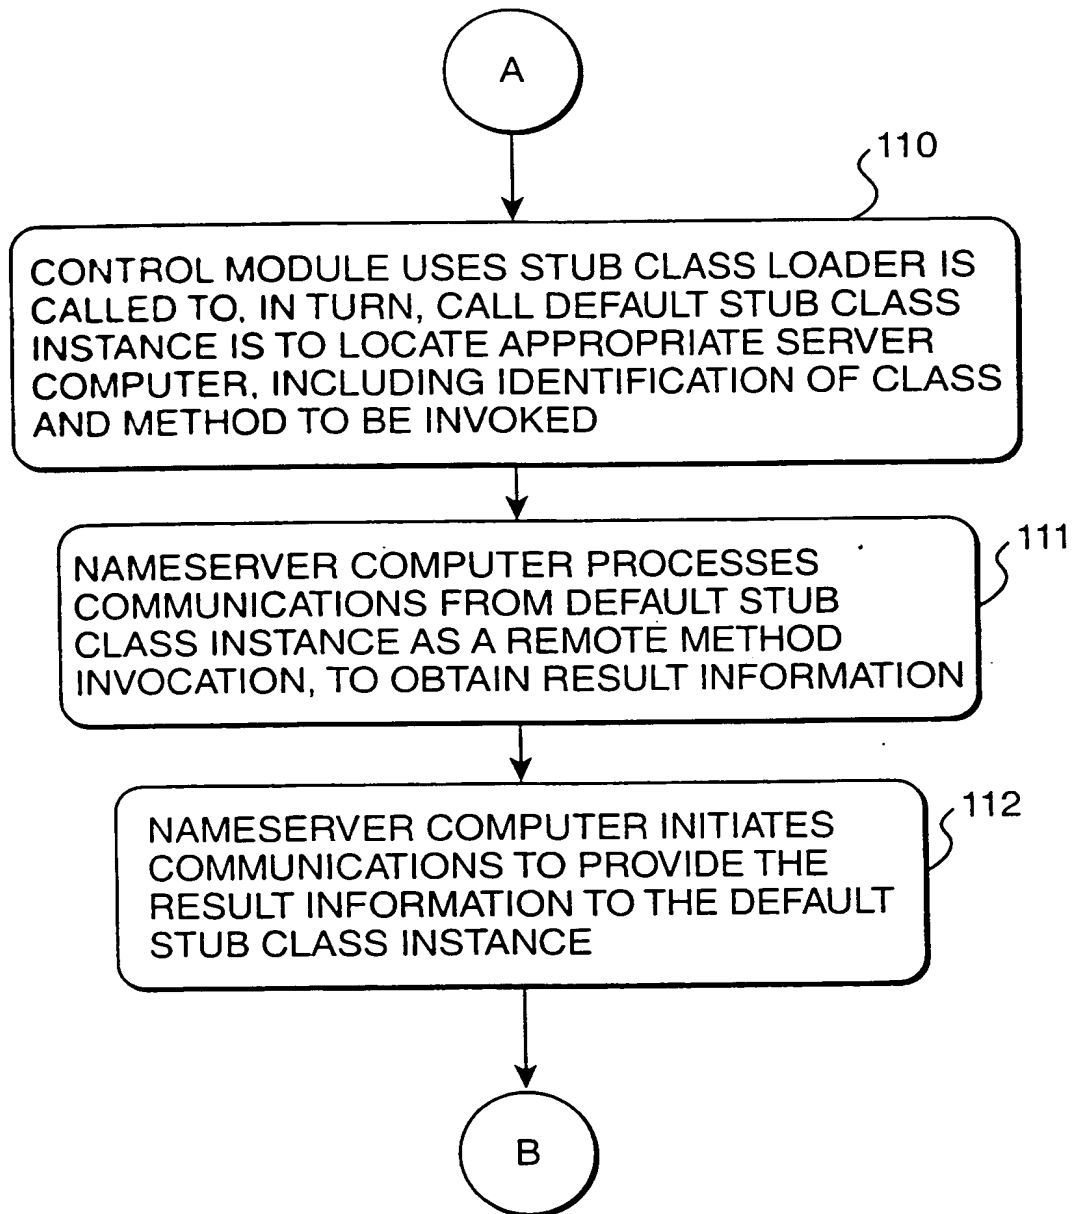 A
110
CONTROL MODULE USES STUB CLASS LOADER IS
CALLED TO, IN TURN, CALL DEFAULT STUB CLASS
INSTANCE IS TO LOCATE APPROPRIATE SERVER
COMPUTER, INCLUDING IDENTIFICATION OF CLASS
AND METHOD TO BE INVOKED
111
NAMESERVER COMPUTER PROCESSES
COMMUNICATIONS FROM DEFAULT STUB
CLASS INSTANCE AS A REMOTE METHOD
INVOCATION, TO OBTAIN RESULT INFORMATION
112
NAMESERVER COMPUTER INITIATES
COMMUNICATIONS TO PROVIDE THE
RESULT INFORMATION TO THE DEFAULT
STUB CLASS INSTANCE
B